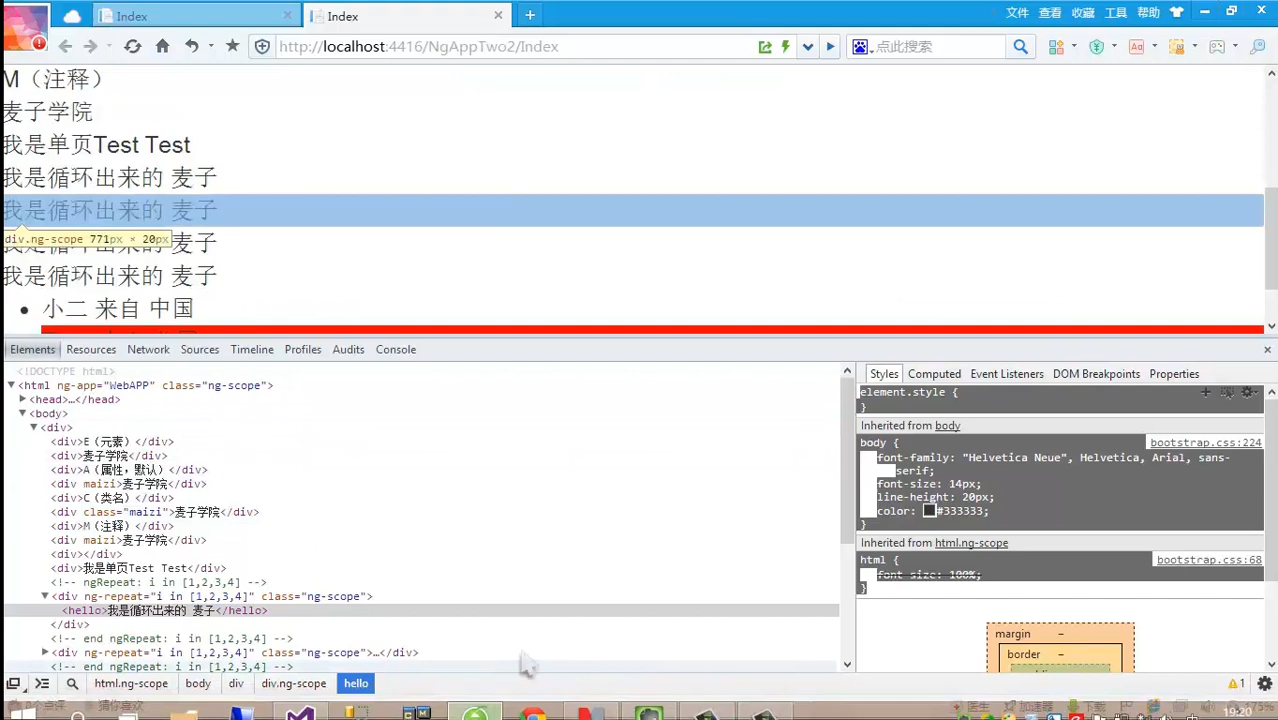 Index
Index
文件 查看 收藏 工具 帮助
http://localhost:4416/NgAppTwo2/Index
点此搜索
M（注释）
麦子学院
我是单页Test Test
我是循环出来的 麦子
我是循环出来的 麦子
div.ng-scope 771px × 20px
麦子
我是循环出来的 麦子
小二 来自 中国
Elements Resources Network Sources Timeline Profiles Audits Console
<!DOCTYPE html>
<html ng-app="WebAPP" class="ng-scope">
<head>…</head>
<body>
<div>
<div>E（元素）</div>
<div>麦子学院</div>
<div>A（属性，默认）</div>
<div maizi>麦子学院</div>
<div>C（类名）</div>
<div class="maizi">麦子学院</div>
<div>M（注释）</div>
<div maizi>麦子学院</div>
<div></div>
<div>我是单页Test Test</div>
<!-- ngRepeat: i in [1,2,3,4] -->
<div ng-repeat="i in [1,2,3,4]" class="ng-scope">
<hello>我是循环出来的 麦子</hello>
</div>
<!-- end ngRepeat: i in [1,2,3,4] -->
<div ng-repeat="i in [1,2,3,4]" class="ng-scope">…</div>
<!-- end ngRepeat: i in [1,2,3,4] -->
html.ng-scope body div div.ng-scope hello
Styles Computed Event Listeners DOM Breakpoints Properties
element.style {
}
Inherited from body
body { bootstrap.css:224
font-family: "Helvetica Neue", Helvetica, Arial, sans-
serif;
font-size: 14px;
line-height: 20px;
color: #333333;
}
Inherited from html.ng-scope
html { bootstrap.css:68
font-size: 100%;
}
margin –
border –
1
19:20